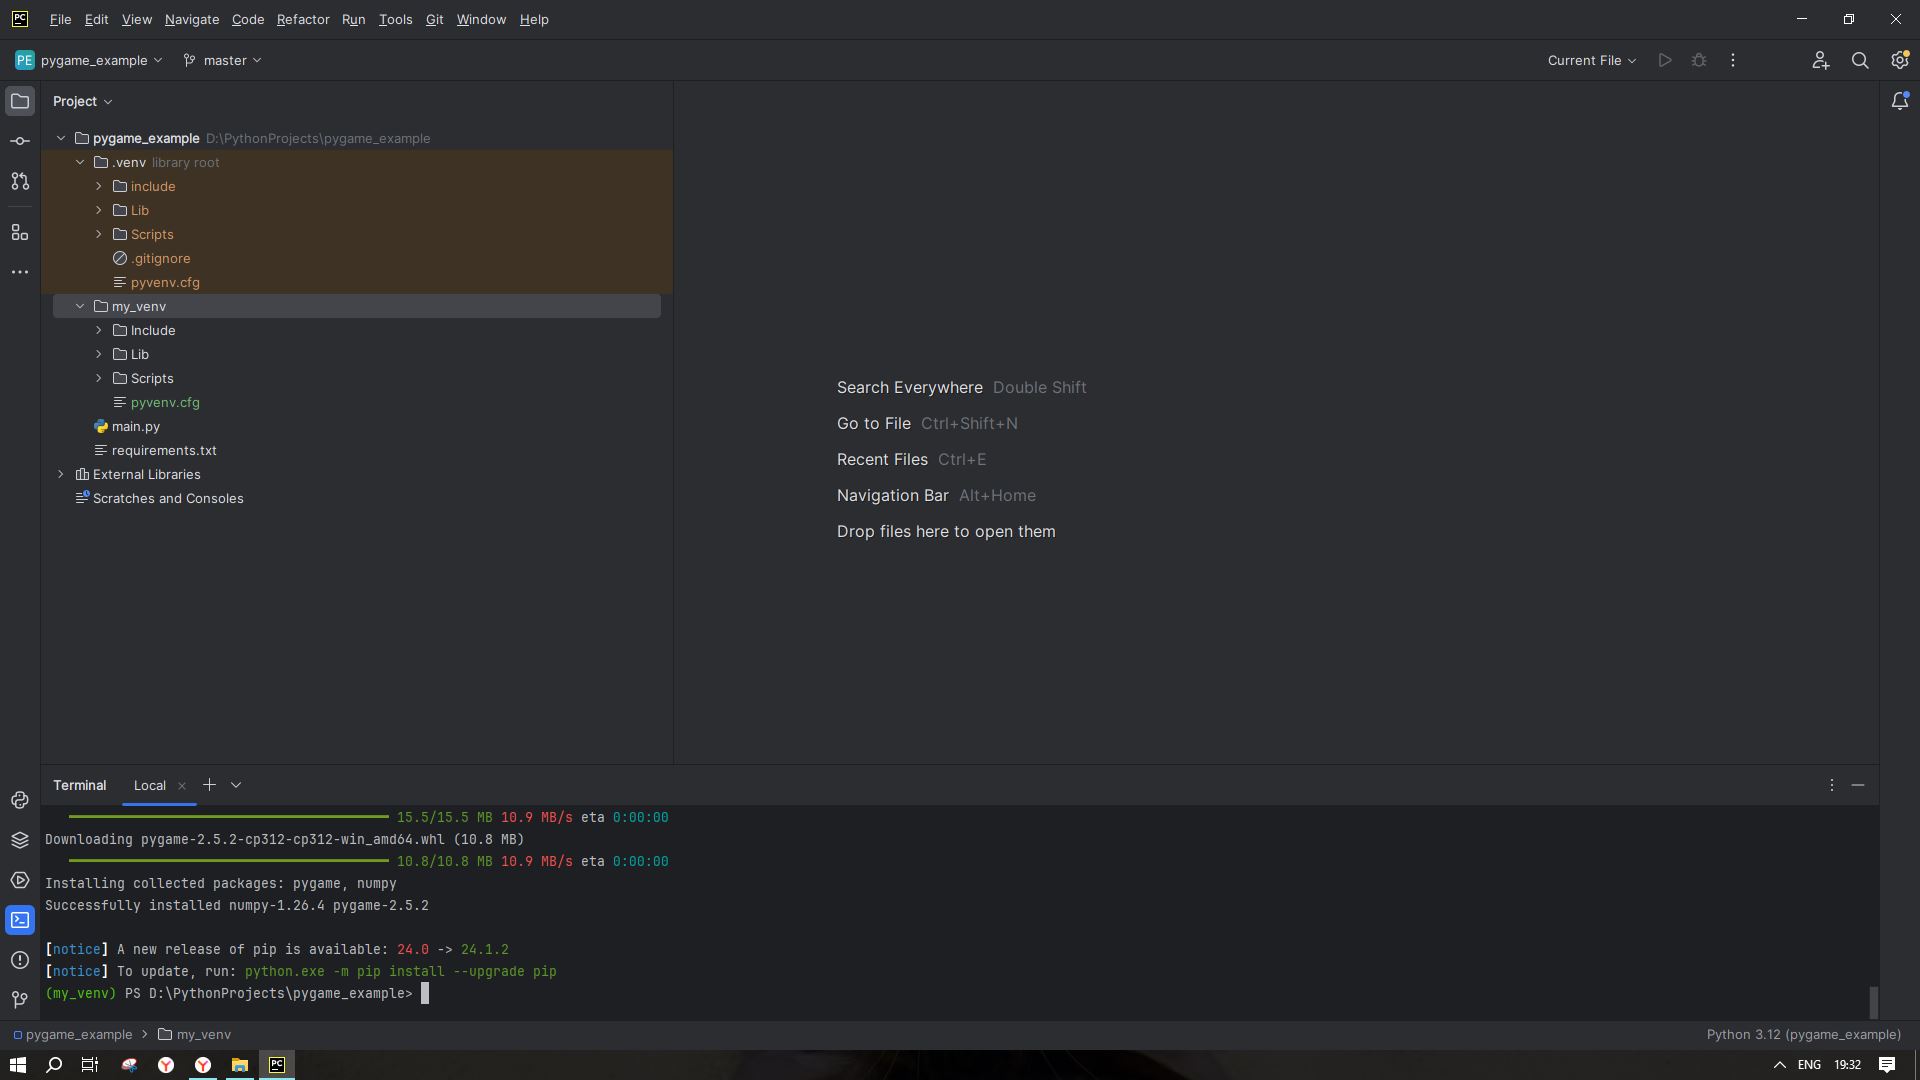 PC File Edit View Navigate Code Refactor Run Tools Git Window Help
PE pygame_example master Current File
Project
pygame_example D:\PythonProjects\pygame_example
.venv library root
include
Lib
Scripts
.gitignore
pyvenv.cfg
my_venv
Include
Lib
Scripts
pyvenv.cfg
main.py
requirements.txt
External Libraries
Scratches and Consoles
Search Everywhere Double Shift
Go to File Ctrl+Shift+N
Recent Files Ctrl+E
Navigation Bar Alt+Home
Drop files here to open them
Terminal Local
15.5/15.5 MB 10.9 MB/s eta 0:00:00
Downloading pygame-2.5.2-cp312-cp312-win_amd64.whl (10.8 MB)
10.8/10.8 MB 10.9 MB/s eta 0:00:00
Installing collected packages: pygame, numpy
Successfully installed numpy-1.26.4 pygame-2.5.2
[notice] A new release of pip is available: 24.0 -> 24.1.2
[notice] To update, run: python.exe -m pip install --upgrade pip
(my_venv) PS D:\PythonProjects\pygame_example>
pygame_example my_venv Python 3.12 (pygame_example)
Y Y PC ENG 19:32